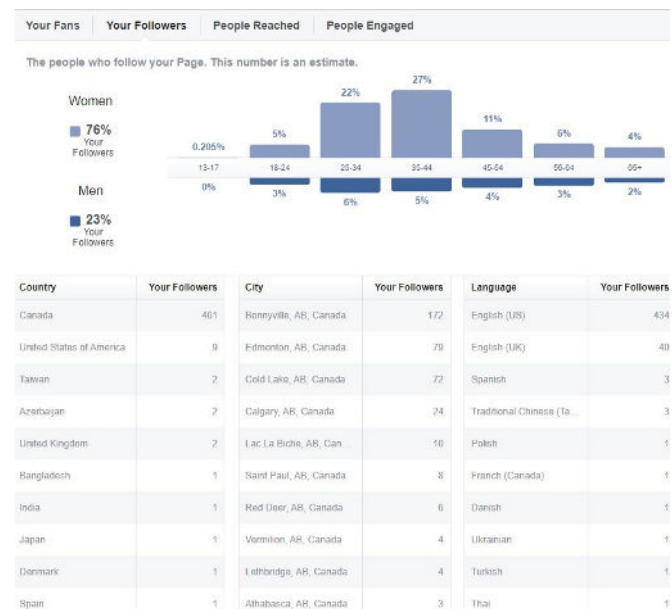 Your Fans Your Followers People Reached People Engaged
The people who follow your Page. This number is an estimate.
Women
76%
Your
Followers
0.205% 5% 22% 27% 11% 6% 4%
13-17 18-24 25-34 35-44 45-54 55-64 65+
Men
0% 3% 6% 5% 4% 3% 2%
23%
Your
Followers
Country Your Followers City Your Followers Language Your Followers
Canada 461 Bonnyville, AB, Canada 172 English (US) 434
United States of America 9 Edmonton, AB, Canada 79 English (UK) 40
Taiwan 2 Cold Lake, AB, Canada 72 Spanish 3
Azerbaijan 2 Calgary, AB, Canada 24 Traditional Chinese (Ta... 3
United Kingdom 2 Lac La Biche, AB, Can... 10 Polish 1
Bangladesh 1 Saint Paul, AB, Canada 8 French (Canada) 1
India 1 Red Deer, AB, Canada 6 Danish 1
Japan 1 Vermilion, AB, Canada 4 Ukrainian 1
Denmark 1 Lethbridge, AB, Canada 4 Turkish 1
Spain 1 Athabasca, AB, Canada 3 Thai 1